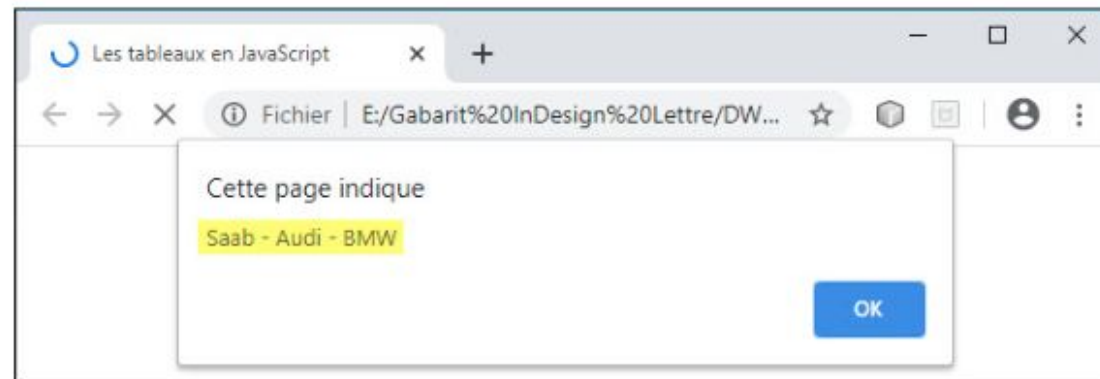 Les tableaux en JavaScript
Fichier | E:/Gabarit%20InDesign%20Lettre/DW...
Cette page indique
Saab - Audi - BMW
OK